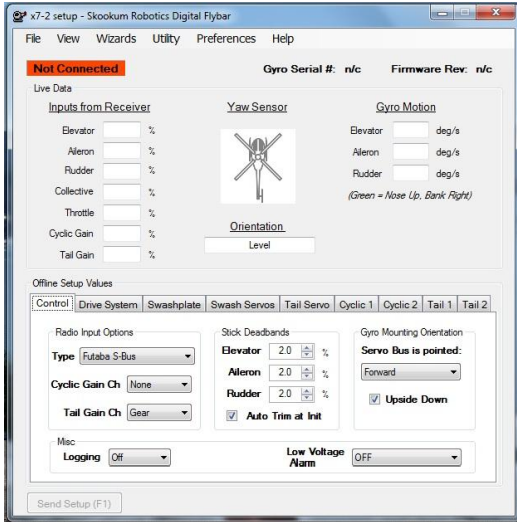 x7-2 setup - Skookum Robotics Digital Flybar
File View Wizards Utility Preferences Help
Not Connected Gyro Serial #: n/c Firmware Rev: n/c
Live Data
Inputs from Receiver Yaw Sensor Gyro Motion
Elevator % Elevator deg/s
Aileron % Aileron deg/s
Rudder % Rudder deg/s
Collective % (Green = Nose Up, Bank Right)
Throttle %
Cyclic Gain % Orientation
Tail Gain % Level
Offline Setup Values
Control Drive System Swashplate Swash Servos Tail Servo Cyclic 1 Cyclic 2 Tail 1 Tail 2
Radio Input Options Stick Deadbands Gyro Mounting Orientation
Type Futaba S-Bus Elevator 2.0 % Servo Bus is pointed:
Cyclic Gain Ch None Aileron 2.0 % Forward
Tail Gain Ch Gear Rudder 2.0 % Upside Down
Auto Trim at Init
Misc
Logging Off Low Voltage Alarm OFF
Send Setup (F1)